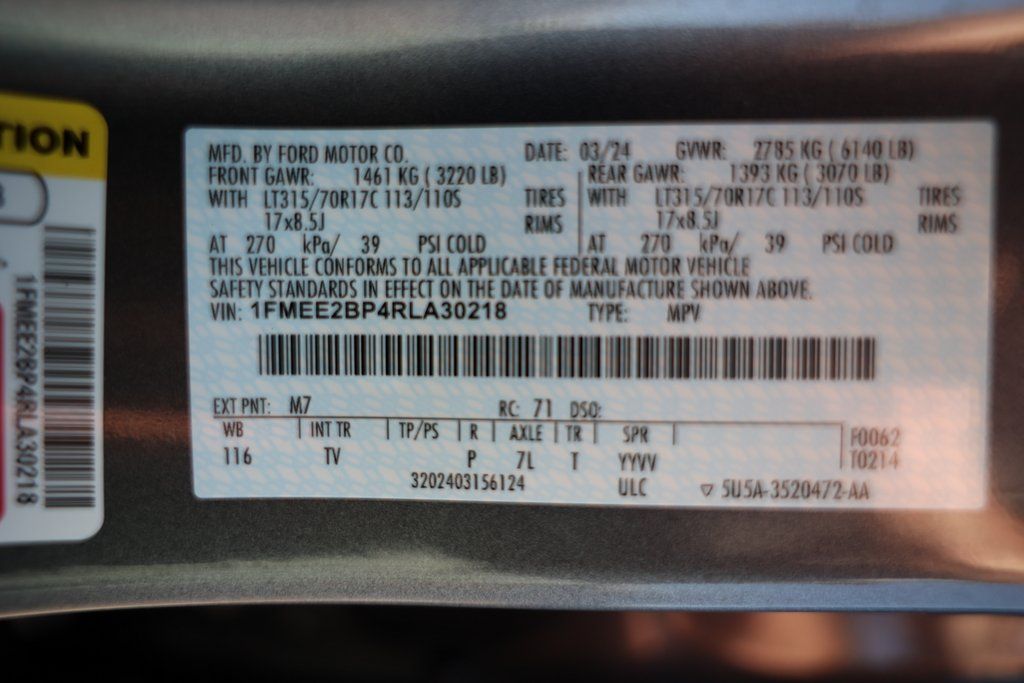 TION
1FMEE2BP4RLA30218
MFD. BY FORD MOTOR CO. DATE: 03/24 GVWR: 2785 KG ( 6140 LB)
FRONT GAWR: 1461 KG ( 3220 LB) REAR GAWR: 1393 KG ( 3070 LB)
WITH LT315/70R17C 113/110S TIRES WITH LT315/70R17C 113/110S TIRES
17x8.5J RIMS 17x8.5J RIMS
AT 270 kPa/ 39 PSI COLD AT 270 kPa/ 39 PSI COLD
THIS VEHICLE CONFORMS TO ALL APPLICABLE FEDERAL MOTOR VEHICLE
SAFETY STANDARDS IN EFFECT ON THE DATE OF MANUFACTURE SHOWN ABOVE.
VIN: 1FMEE2BP4RLA30218 TYPE: MPV
EXT PNT: M7 RC: 71 DSO:
WB INT TR TP/PS R AXLE TR SPR F0062
116 TV P 7L T YYVV T0214
3202403156124 ULC ▽ 5U5A-3520472-AA